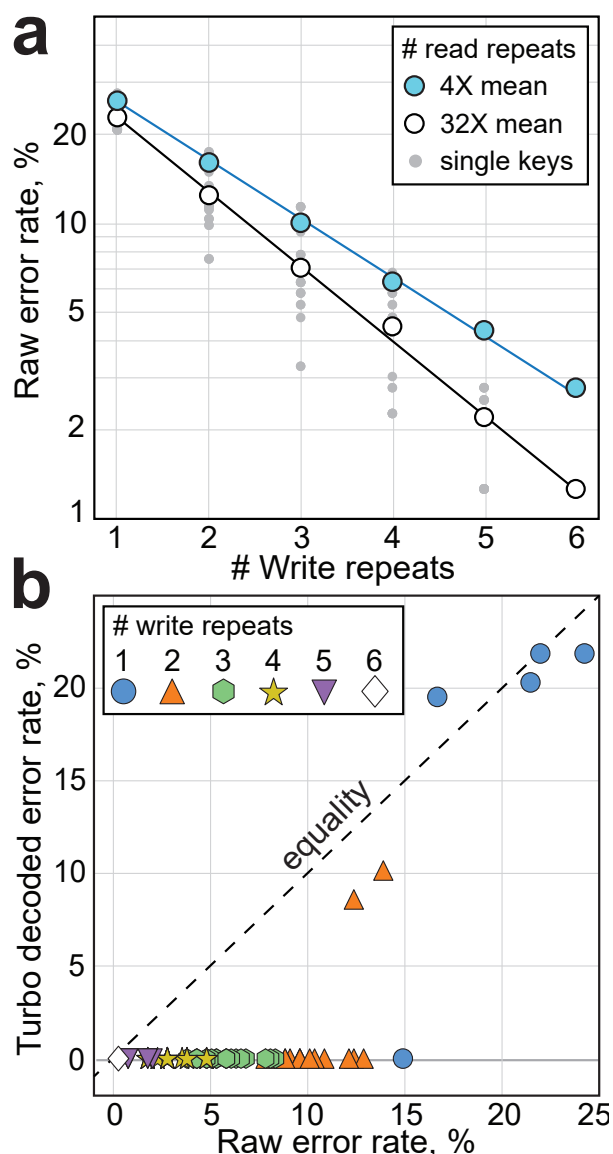 a
# read repeats
4X mean
32X mean
single keys
Raw error rate, %
20
10
5
2
1
1 2 3 4 5 6
# Write repeats
b
# write repeats
1 2 3 4 5 6
equality
Turbo decoded error rate, %
20
15
10
5
0
0 5 10 15 20 25
Raw error rate, %